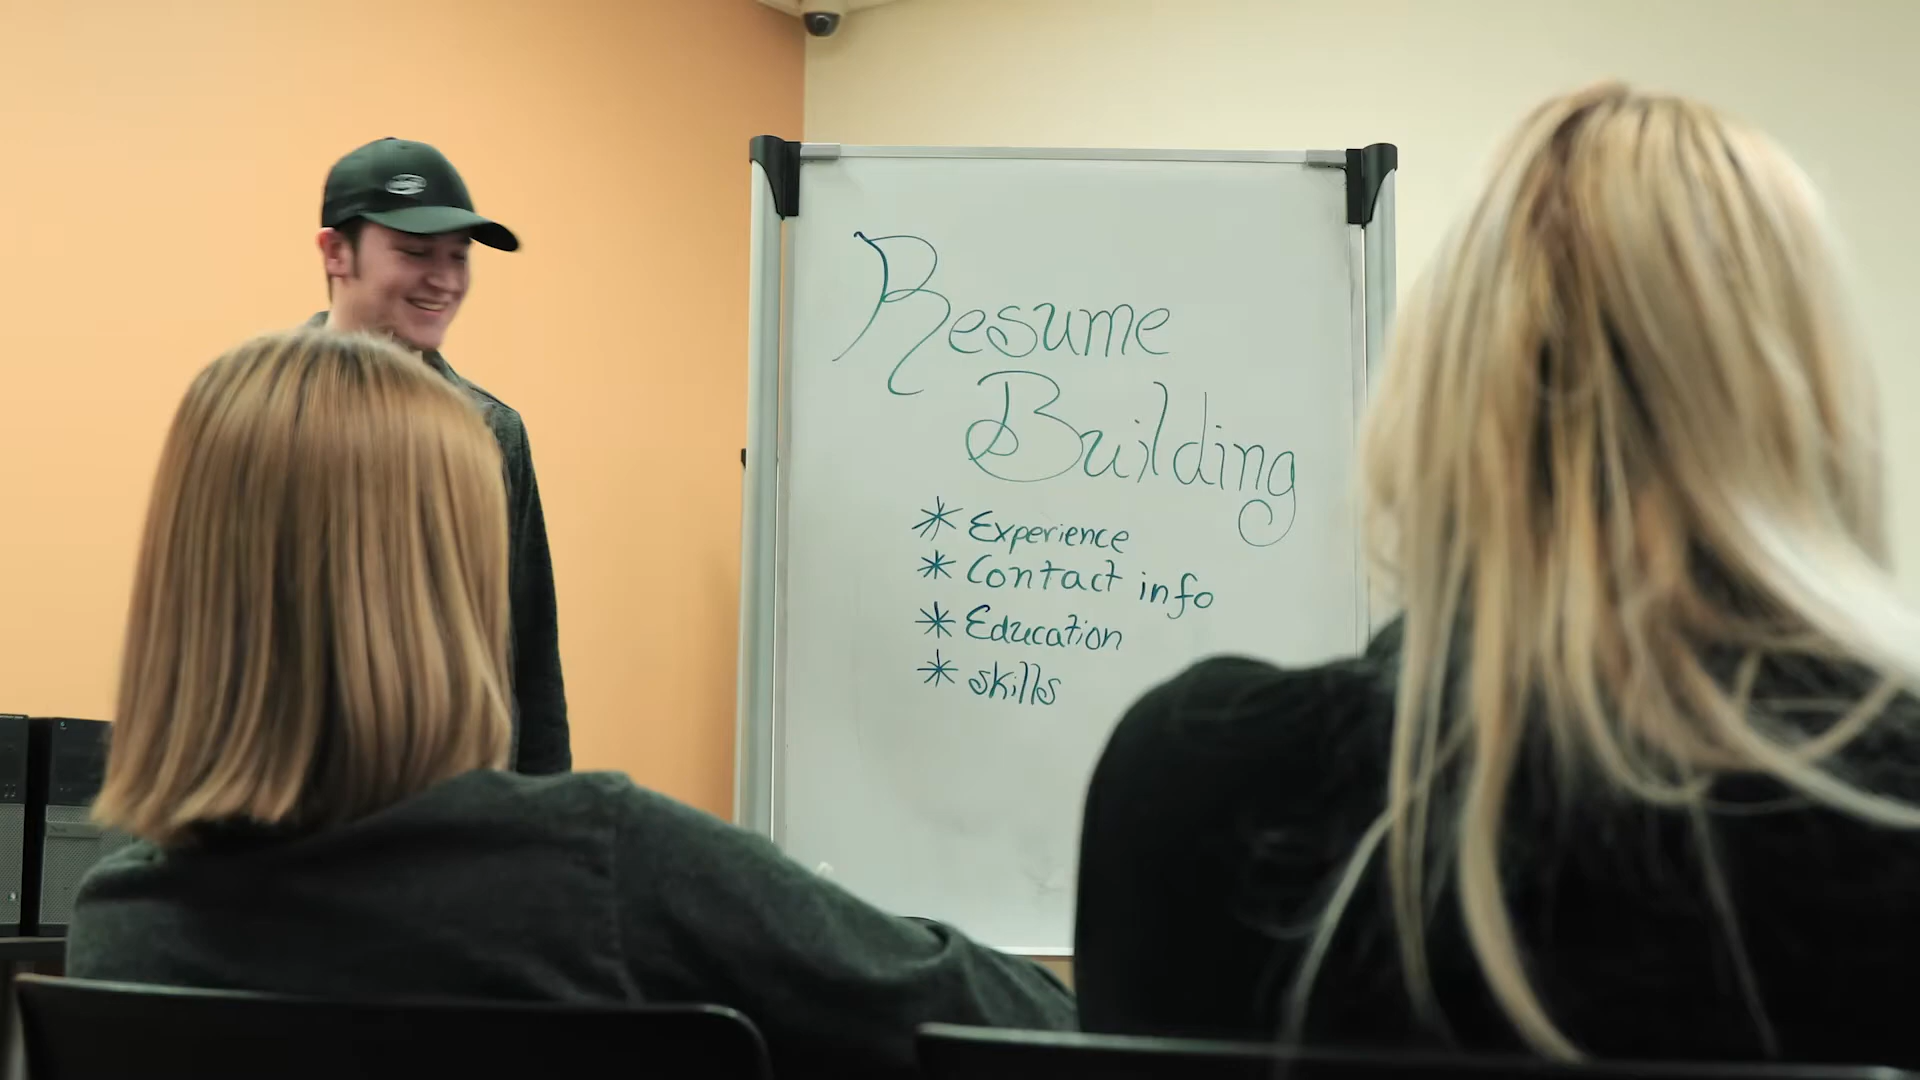 Resume
Building
* Experience
* Contact info
* Education
* skills